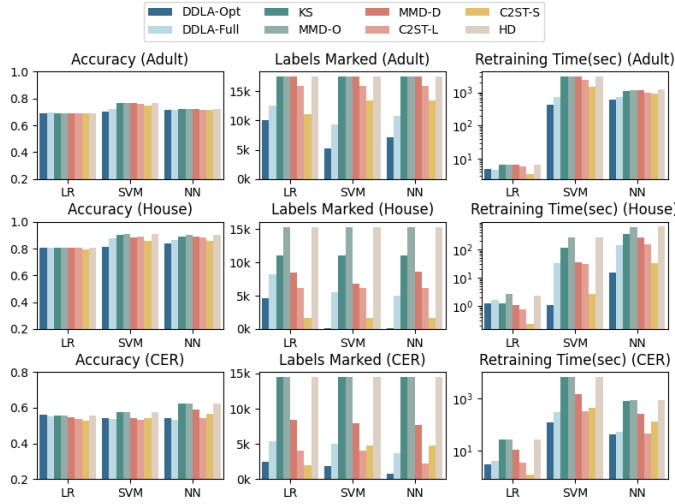 DDLA-Opt KS MMD-D C2ST-S
DDLA-Full MMD-O C2ST-L HD
Accuracy (Adult) Labels Marked (Adult) Retraining Time(sec) (Adult)
1.0
0.8
0.6
0.4
0.2
LR SVM NN
15k
10k
5k
0k
LR SVM NN
10³
10²
10¹
LR SVM NN
Accuracy (House) Labels Marked (House) Retraining Time(sec) (House)
1.0
0.8
0.6
0.4
0.2
LR SVM NN
15k
10k
5k
0k
LR SVM NN
10²
10¹
10⁰
LR SVM NN
Accuracy (CER) Labels Marked (CER) Retraining Time(sec) (CER)
0.8
0.6
0.4
0.2
LR SVM NN
15k
10k
5k
0k
LR SVM NN
10³
10¹
LR SVM NN